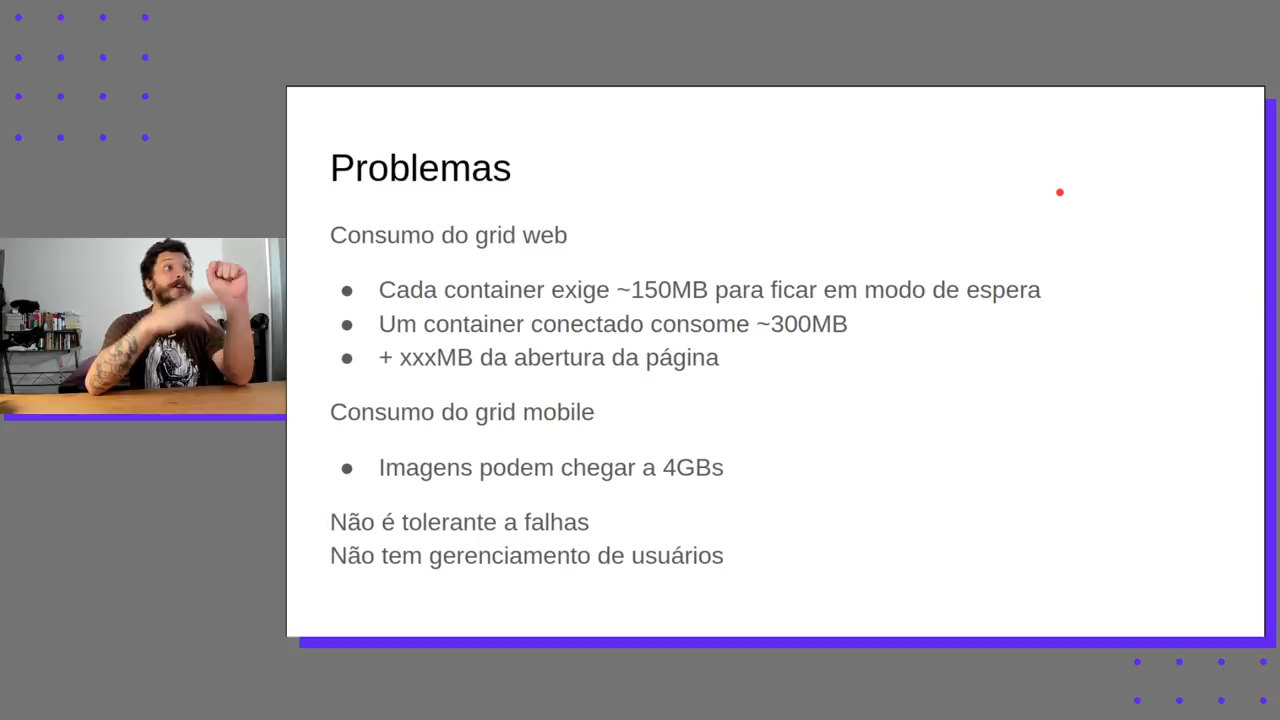 Problemas
Consumo do grid web
● Cada container exige ~150MB para ficar em modo de espera
● Um container conectado consome ~300MB
● + xxxMB da abertura da página
Consumo do grid mobile
● Imagens podem chegar a 4GBs
Não é tolerante a falhas
Não tem gerenciamento de usuários